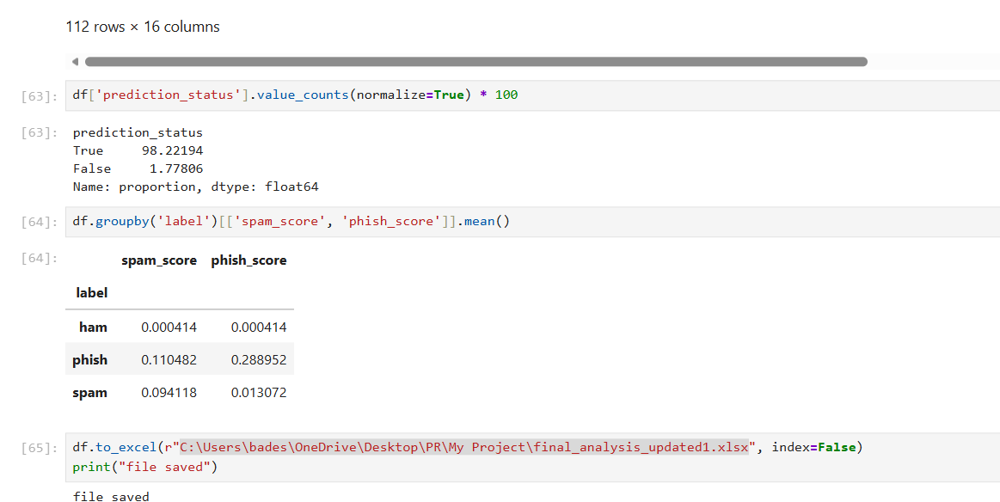 112 rows × 16 columns
[63]: df['prediction_status'].value_counts(normalize=True) * 100
[63]: prediction_status
True 98.22194
False 1.77806
Name: proportion, dtype: float64
[64]: df.groupby('label')[['spam_score', 'phish_score']].mean()
[64]:
spam_score phish_score
label
ham 0.000414 0.000414
phish 0.110482 0.288952
spam 0.094118 0.013072
[65]: df.to_excel(r"C:\Users\bades\OneDrive\Desktop\PR\My Project\final_analysis_updated1.xlsx", index=False)
print("file saved")
file saved